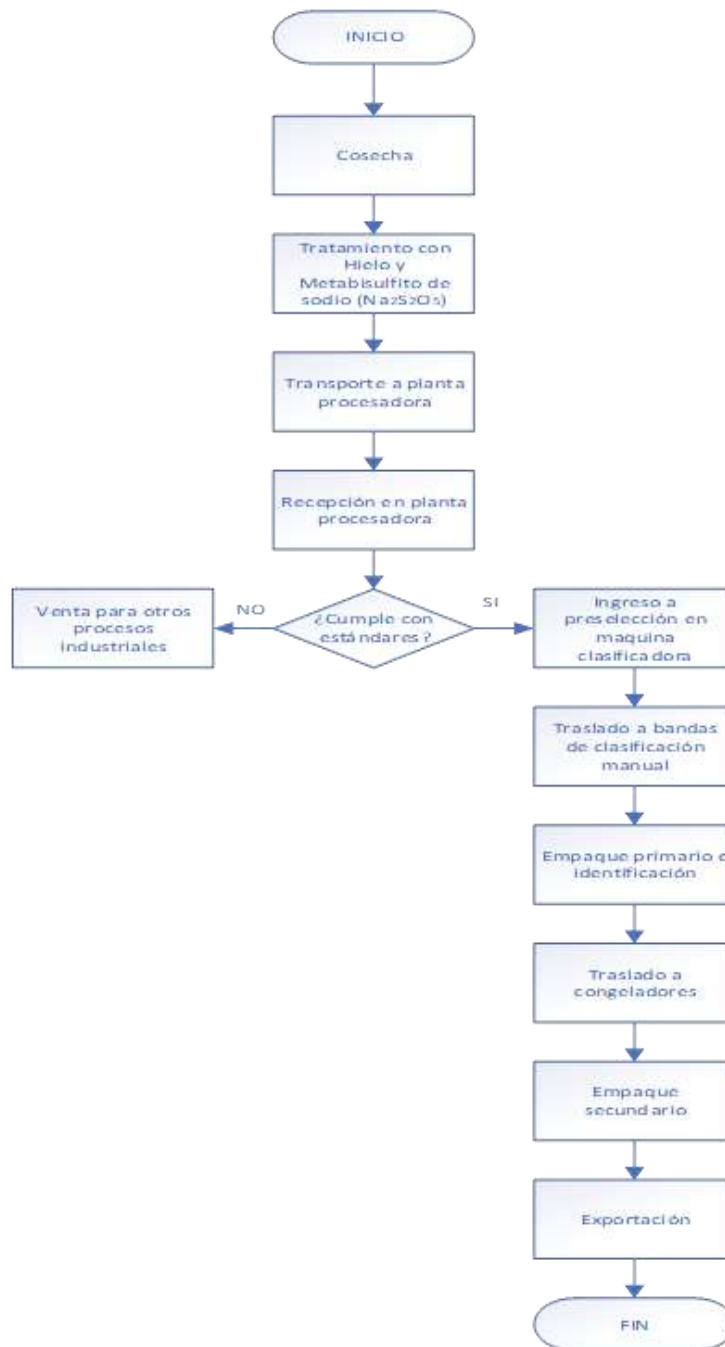 INICIO
Cosecha
Tratamiento con
Hielo y
Metabisulfito de
sodio (Na2S2O5)
Transporte a planta
procesadora
Recepción en planta
procesadora
¿Cumple con
estándares?
NO
Venta para otros
procesos
industriales
SI
Ingreso a
preselección en
maquina
clasificadora
Traslado a bandas
de clasificación
manual
Empaque primario e
identificación
Traslado a
congeladores
Empaque
secundario
Exportación
FIN